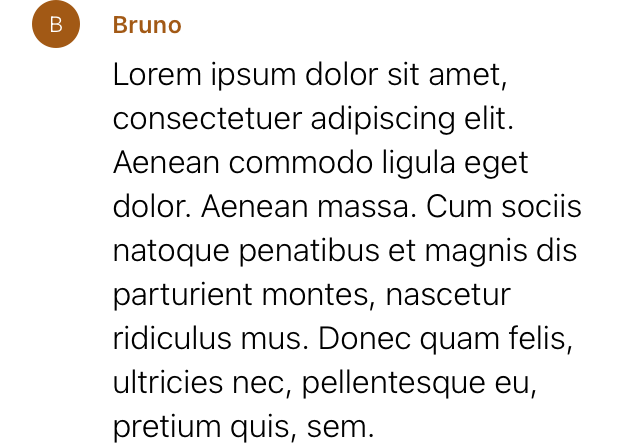 B
Bruno
Lorem ipsum dolor sit amet,
consectetuer adipiscing elit.
Aenean commodo ligula eget
dolor. Aenean massa. Cum sociis
natoque penatibus et magnis dis
parturient montes, nascetur
ridiculus mus. Donec quam felis,
ultricies nec, pellentesque eu,
pretium quis, sem.